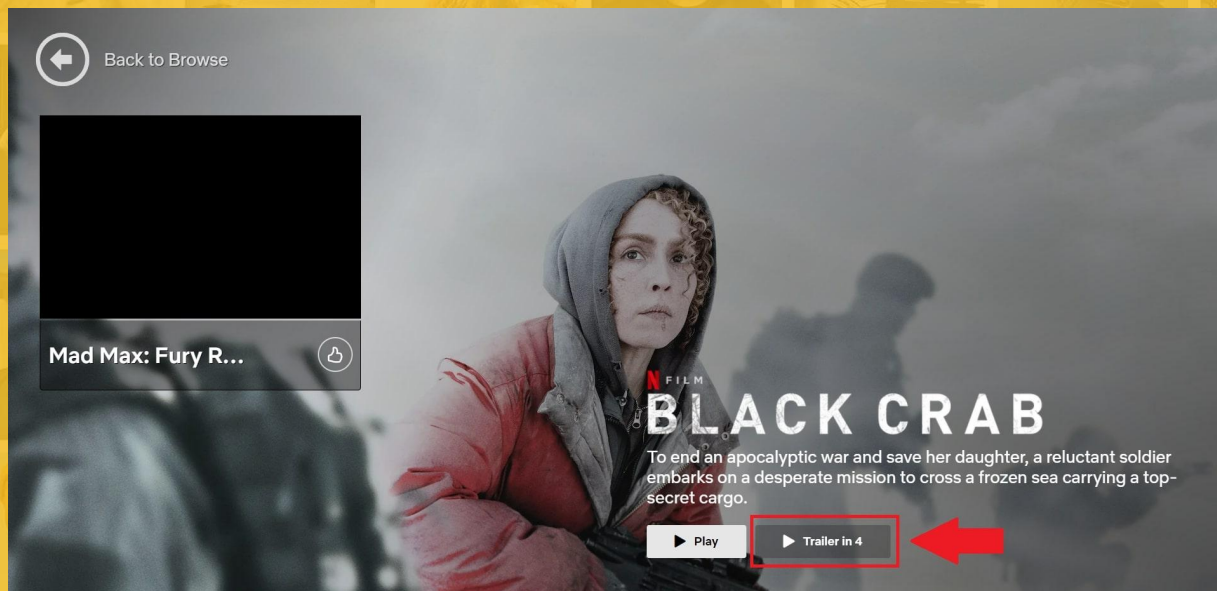 Back to Browse
Mad Max: Fury R...
N FILM
BLACK CRAB
To end an apocalyptic war and save her daughter, a reluctant soldier
embarks on a desperate mission to cross a frozen sea carrying a top-
secret cargo.
Play
Trailer in 4